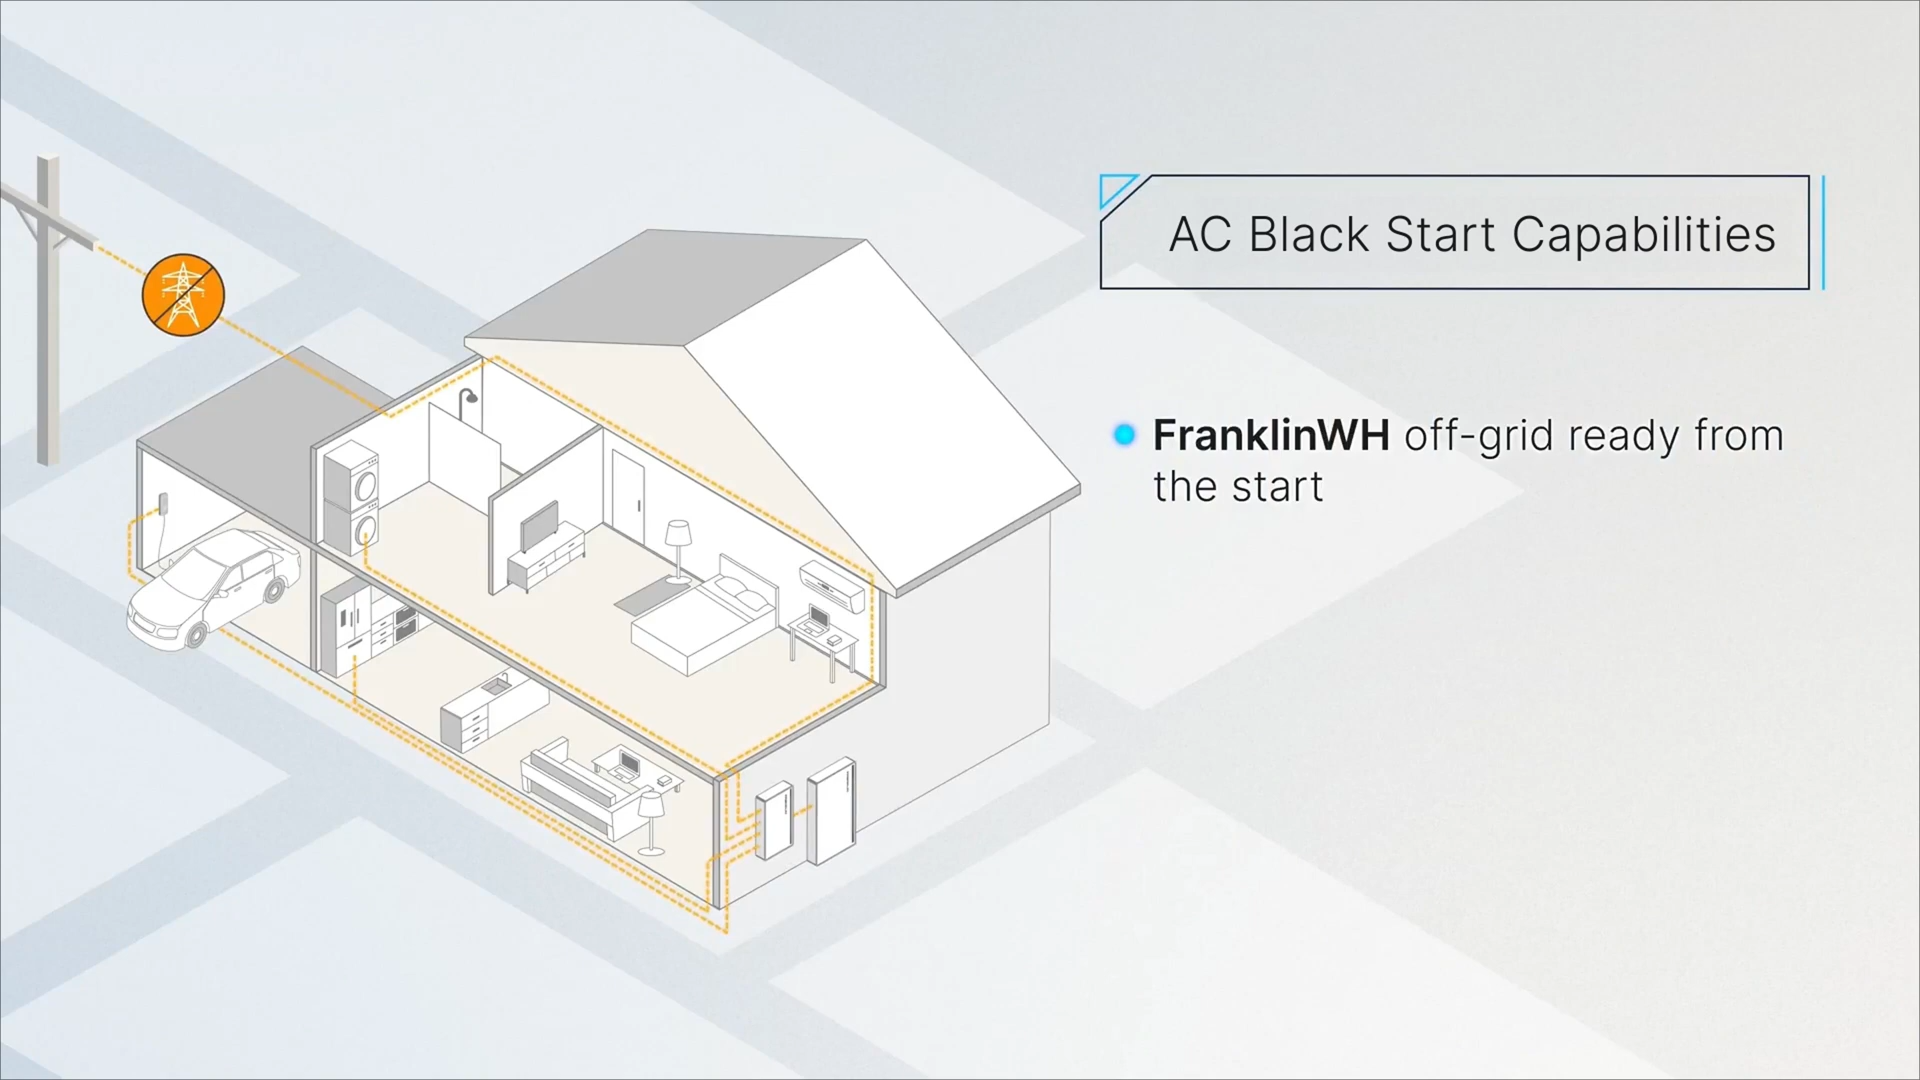 AC Black Start Capabilities
FranklinWH off-grid ready from
the start